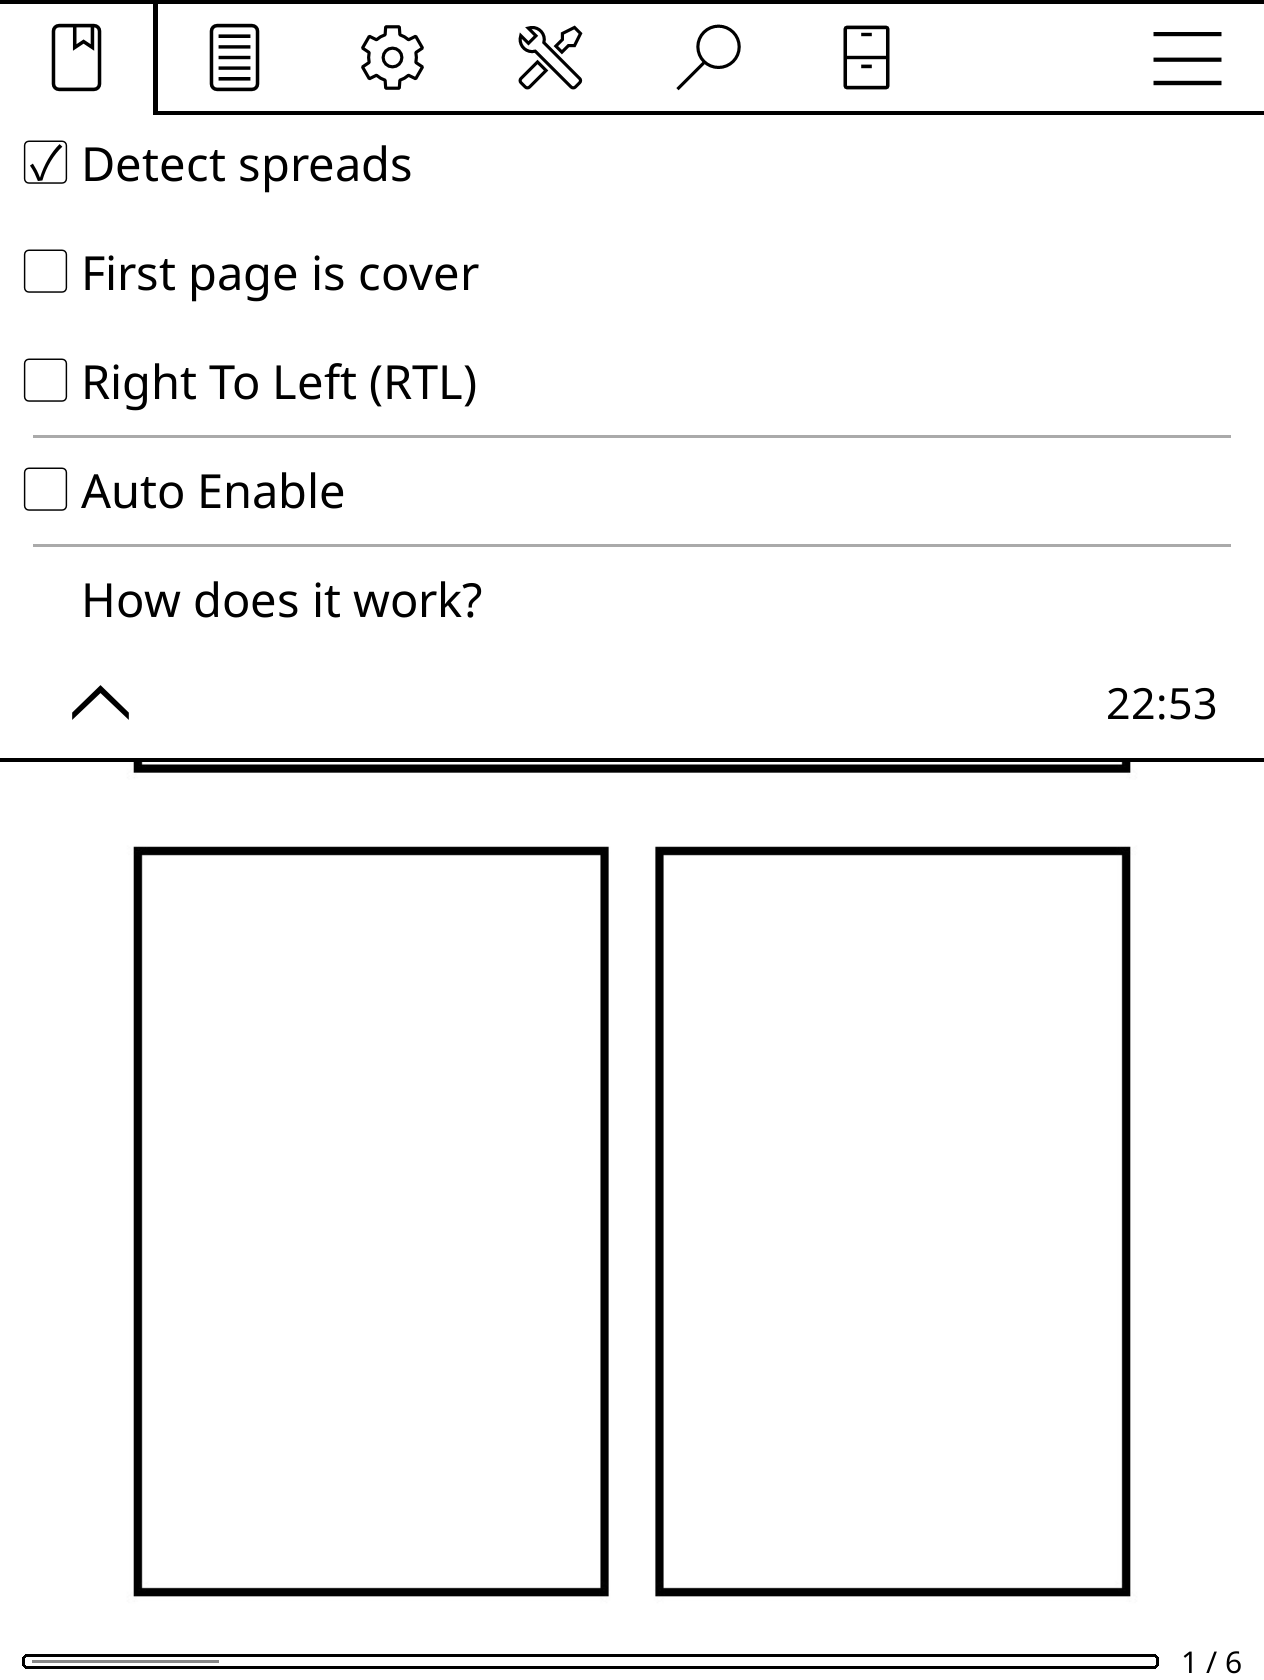 Detect spreads
First page is cover
Right To Left (RTL)
Auto Enable
How does it work?
22:53
1 / 6